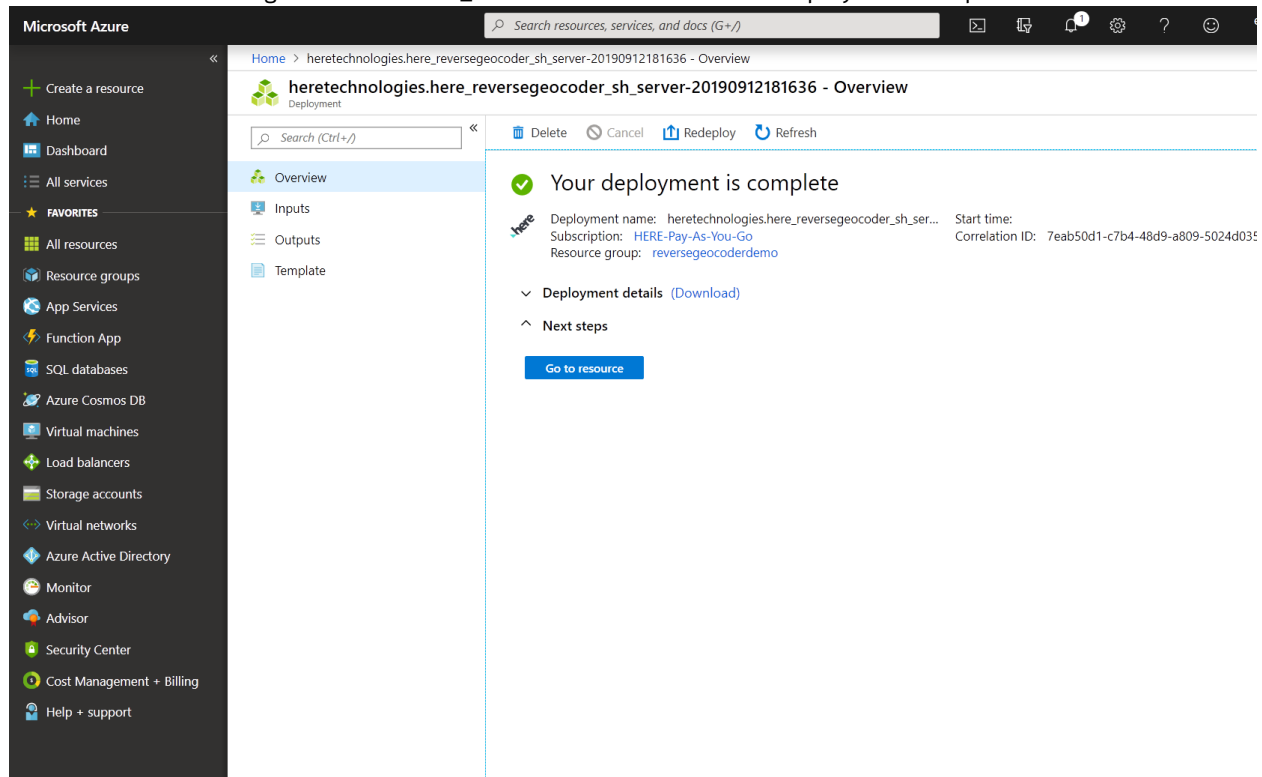 Microsoft Azure
Search resources, services, and docs (G+/)
1
?
«
Home > heretechnologies.here_reversegeocoder_sh_server-20190912181636 - Overview
heretechnologies.here_reversegeocoder_sh_server-20190912181636 - Overview
Deployment
Create a resource
Home
Dashboard
All services
FAVORITES
All resources
Resource groups
App Services
Function App
SQL databases
Azure Cosmos DB
Virtual machines
Load balancers
Storage accounts
Virtual networks
Azure Active Directory
Monitor
Advisor
Security Center
Cost Management + Billing
Help + support
Search (Ctrl+/)
«
Overview
Inputs
Outputs
Template
Delete Cancel Redeploy Refresh
Your deployment is complete
here
Deployment name: heretechnologies.here_reversegeocoder_sh_ser...
Subscription: HERE-Pay-As-You-Go
Resource group: reversegeocoderdemo
Start time:
Correlation ID: 7eab50d1-c7b4-48d9-a809-5024d035
Deployment details (Download)
Next steps
Go to resource